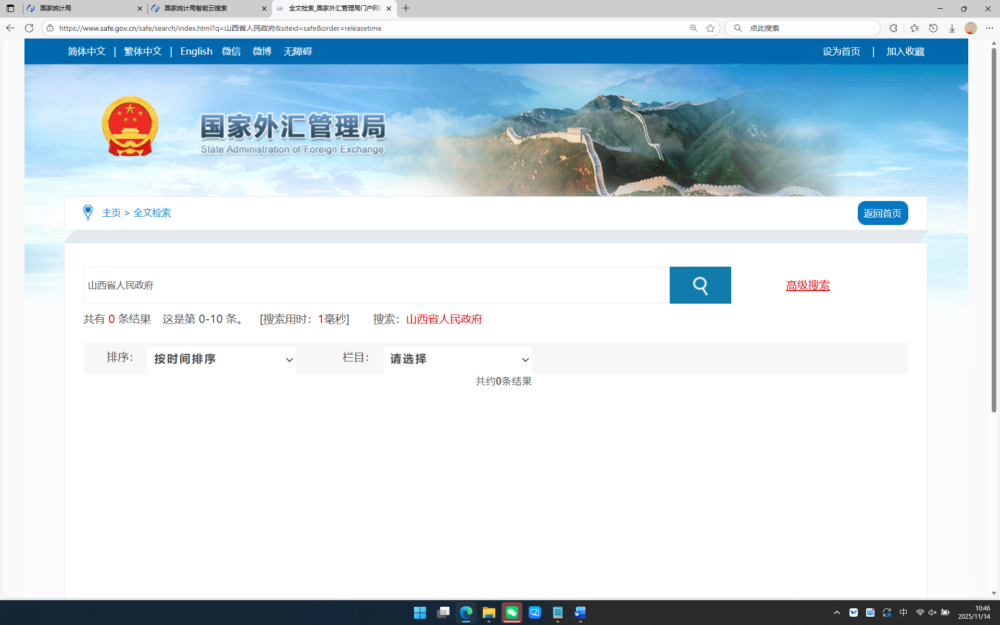 国家统计局
国家统计局智能云搜索
全文检索_国家外汇管理局门户网
https://www.safe.gov.cn/safe/search/index.html?q=山西省人民政府&siteid=safe&order=releasetime
点此搜索
简体中文 | 繁体中文 | English 微信 微博 无障碍
设为首页 | 加入收藏
国家外汇管理局
State Administration of Foreign Exchange
主页 > 全文检索
返回首页
山西省人民政府
高级搜索
共有 0 条结果 这是第 0-10 条。 [搜索用时：1毫秒] 搜索：山西省人民政府
排序： 按时间排序 栏目： 请选择
共约0条结果
中
10:46
2025/11/14